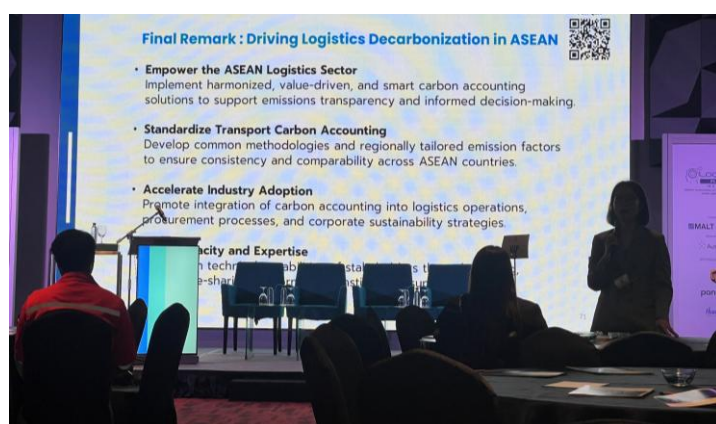 Final Remark : Driving Logistics Decarbonization in ASEAN
• Empower the ASEAN Logistics Sector
Implement harmonized, value-driven, and smart carbon accounting
solutions to support emissions transparency and informed decision-making.
• Standardize Transport Carbon Accounting
Develop common methodologies and regionally tailored emission factors
to ensure consistency and comparability across ASEAN countries.
• Accelerate Industry Adoption
Promote integration of carbon accounting into logistics operations,
procurement processes, and corporate sustainability strategies.
and Expertise
MALT